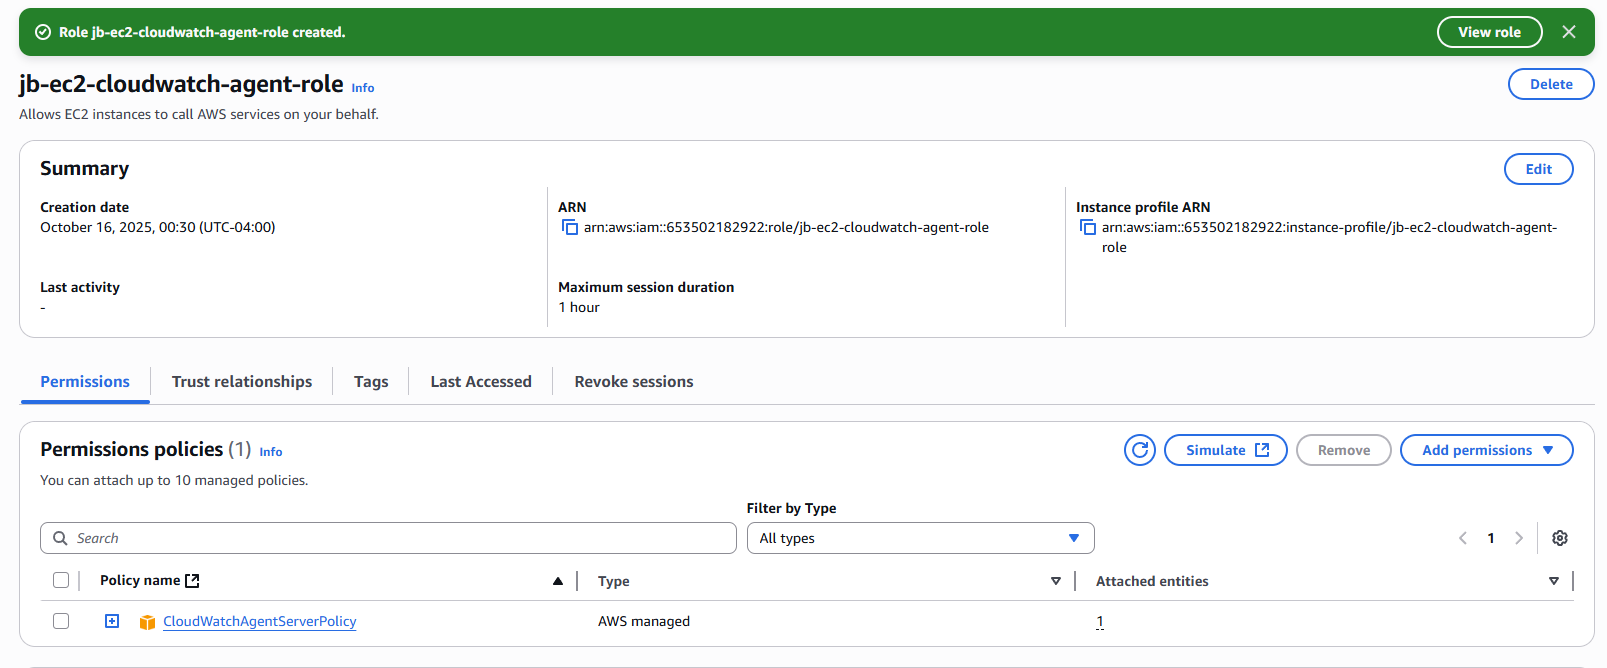 Role jb-ec2-cloudwatch-agent-role created.
View role
jb-ec2-cloudwatch-agent-role Info
Delete
Allows EC2 instances to call AWS services on your behalf.
Summary
Edit
Creation date
October 16, 2025, 00:30 (UTC-04:00)
ARN
arn:aws:iam::653502182922:role/jb-ec2-cloudwatch-agent-role
Instance profile ARN
arn:aws:iam::653502182922:instance-profile/jb-ec2-cloudwatch-agent-
role
Last activity
-
Maximum session duration
1 hour
Permissions
Trust relationships
Tags
Last Accessed
Revoke sessions
Permissions policies (1) Info
Simulate
Remove
Add permissions
You can attach up to 10 managed policies.
Filter by Type
Search
All types
1
Policy name
Type
Attached entities
CloudWatchAgentServerPolicy
AWS managed
1